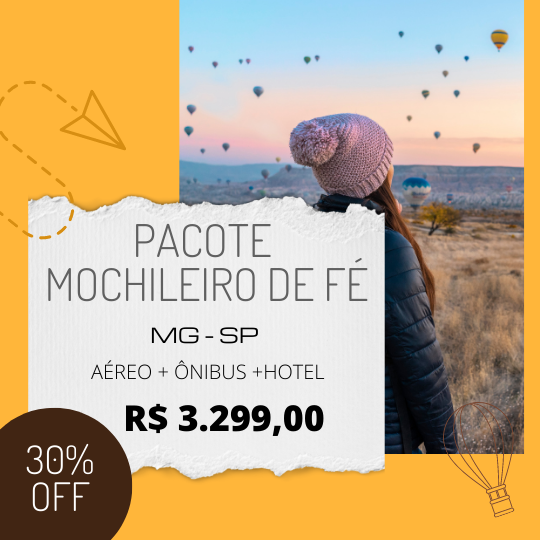 PACOTE
MOCHILEIRO DE FÉ
MG - SP
AÉREO + ÔNIBUS +HOTEL
R$ 3.299,00
30%
OFF